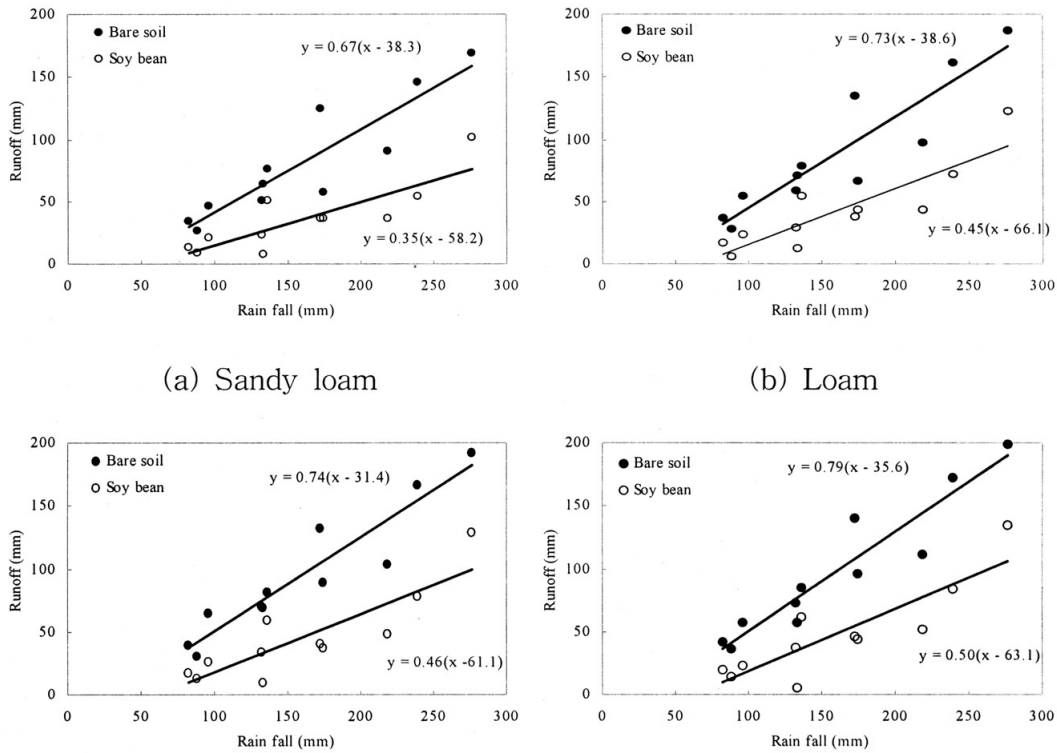 200
150
100
50
0
Runoff (mm)
Bare soil
Soy bean
y = 0.67(x - 38.3)
y = 0.35(x - 58.2)
0 50 100 150 200 250 300
Rain fall (mm)
(a) Sandy loam
200
150
100
50
0
Runoff (mm)
Bare soil
Soy bean
y = 0.73(x - 38.6)
y = 0.45(x - 66.1)
0 50 100 150 200 250 300
Rain fall (mm)
(b) Loam
200
150
100
50
0
Runoff (mm)
Bare soil
Soy bean
y = 0.74(x - 31.4)
y = 0.46(x -61.1)
0 50 100 150 200 250 300
Rain fall (mm)
200
150
100
50
0
Runoff (mm)
Bare soil
Soy bean
y = 0.79(x - 35.6)
y = 0.50(x - 63.1)
0 50 100 150 200 250 300
Rain fall (mm)